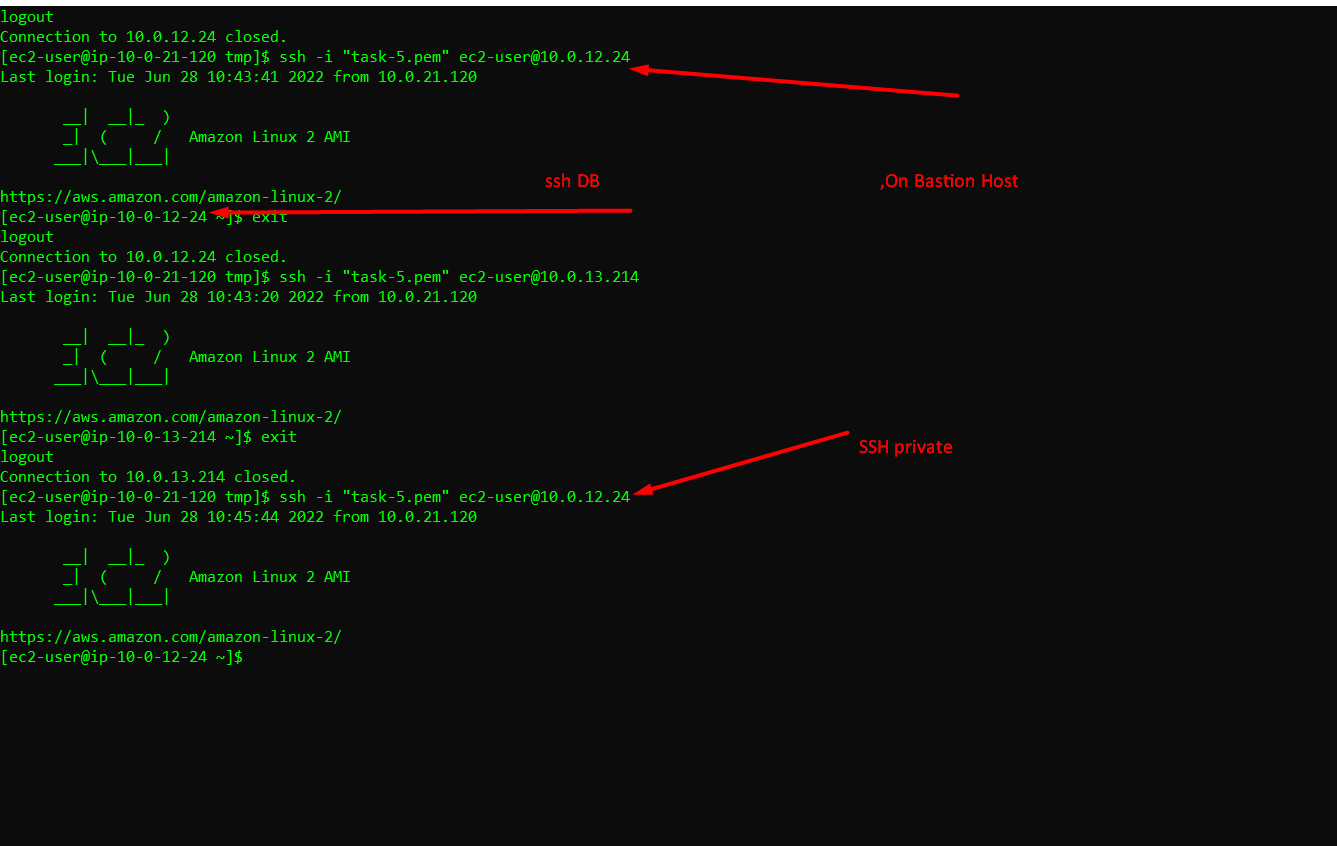 logout
Connection to 10.0.12.24 closed.
[ec2-user@ip-10-0-21-120 tmp]$ ssh -i "task-5.pem" ec2-user@10.0.12.24
Last login: Tue Jun 28 10:43:41 2022 from 10.0.21.120
       __|  __|_  )
       _|  (     /   Amazon Linux 2 AMI
      ___|\___|___|
ssh DB
,On Bastion Host
https://aws.amazon.com/amazon-linux-2/
[ec2-user@ip-10-0-12-24 ~]$ exit
logout
Connection to 10.0.12.24 closed.
[ec2-user@ip-10-0-21-120 tmp]$ ssh -i "task-5.pem" ec2-user@10.0.13.214
Last login: Tue Jun 28 10:43:20 2022 from 10.0.21.120
       __|  __|_  )
       _|  (     /   Amazon Linux 2 AMI
      ___|\___|___|
https://aws.amazon.com/amazon-linux-2/
[ec2-user@ip-10-0-13-214 ~]$ exit
SSH private
logout
Connection to 10.0.13.214 closed.
[ec2-user@ip-10-0-21-120 tmp]$ ssh -i "task-5.pem" ec2-user@10.0.12.24
Last login: Tue Jun 28 10:45:44 2022 from 10.0.21.120
       __|  __|_  )
       _|  (     /   Amazon Linux 2 AMI
      ___|\___|___|
https://aws.amazon.com/amazon-linux-2/
[ec2-user@ip-10-0-12-24 ~]$